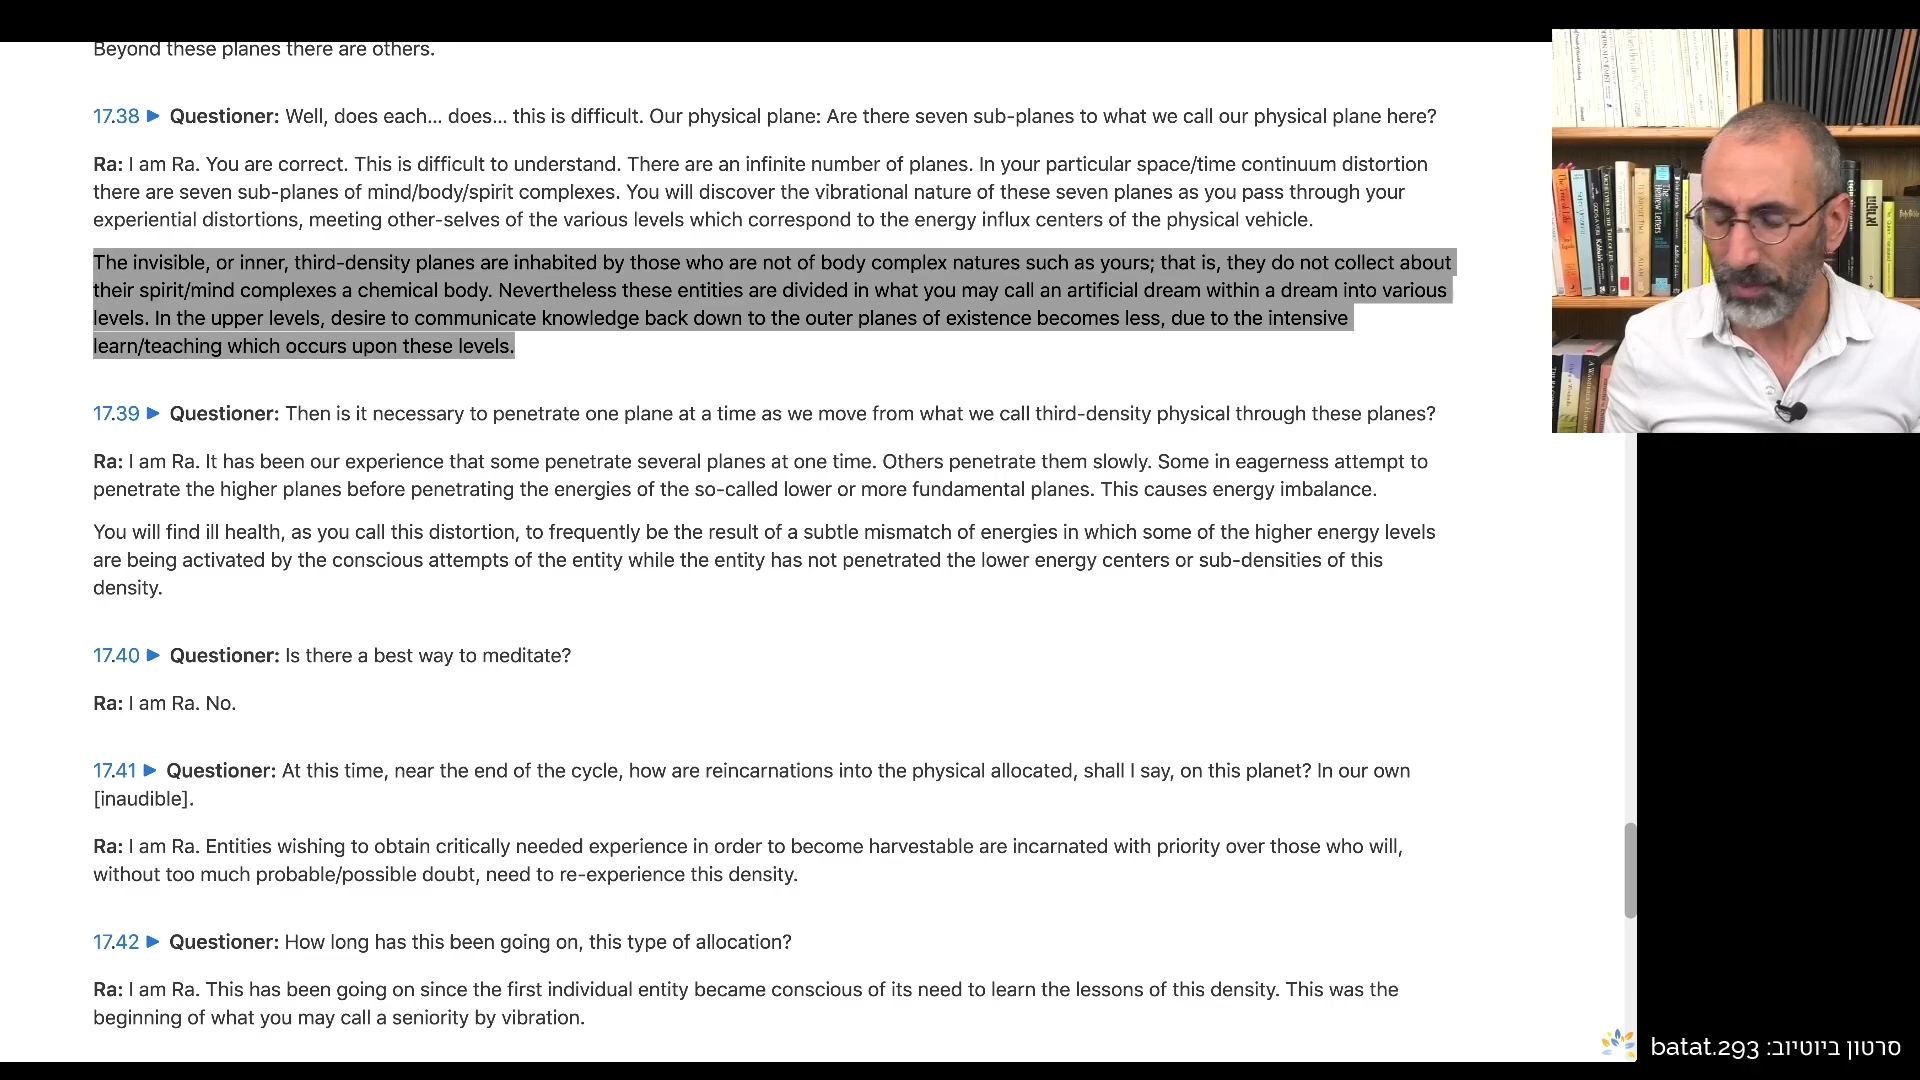 Beyond these planes there are others.
17.38 ▶ Questioner: Well, does each... does... this is difficult. Our physical plane: Are there seven sub-planes to what we call our physical plane here?
Ra: I am Ra. You are correct. This is difficult to understand. There are an infinite number of planes. In your particular space/time continuum distortion
there are seven sub-planes of mind/body/spirit complexes. You will discover the vibrational nature of these seven planes as you pass through your
experiential distortions, meeting other-selves of the various levels which correspond to the energy influx centers of the physical vehicle.
The invisible, or inner, third-density planes are inhabited by those who are not of body complex natures such as yours; that is, they do not collect about
their spirit/mind complexes a chemical body. Nevertheless these entities are divided in what you may call an artificial dream within a dream into various
levels. In the upper levels, desire to communicate knowledge back down to the outer planes of existence becomes less, due to the intensive
learn/teaching which occurs upon these levels.
17.39 ▶ Questioner: Then is it necessary to penetrate one plane at a time as we move from what we call third-density physical through these planes?
Ra: I am Ra. It has been our experience that some penetrate several planes at one time. Others penetrate them slowly. Some in eagerness attempt to
penetrate the higher planes before penetrating the energies of the so-called lower or more fundamental planes. This causes energy imbalance.
You will find ill health, as you call this distortion, to frequently be the result of a subtle mismatch of energies in which some of the higher energy levels
are being activated by the conscious attempts of the entity while the entity has not penetrated the lower energy centers or sub-densities of this
density.
17.40 ▶ Questioner: Is there a best way to meditate?
Ra: I am Ra. No.
17.41 ▶ Questioner: At this time, near the end of the cycle, how are reincarnations into the physical allocated, shall I say, on this planet? In our own
[inaudible].
Ra: I am Ra. Entities wishing to obtain critically needed experience in order to become harvestable are incarnated with priority over those who will,
without too much probable/possible doubt, need to re-experience this density.
17.42 ▶ Questioner: How long has this been going on, this type of allocation?
Ra: I am Ra. This has been going on since the first individual entity became conscious of its need to learn the lessons of this density. This was the
beginning of what you may call a seniority by vibration.
סרטון ביוטיוב: batat.293